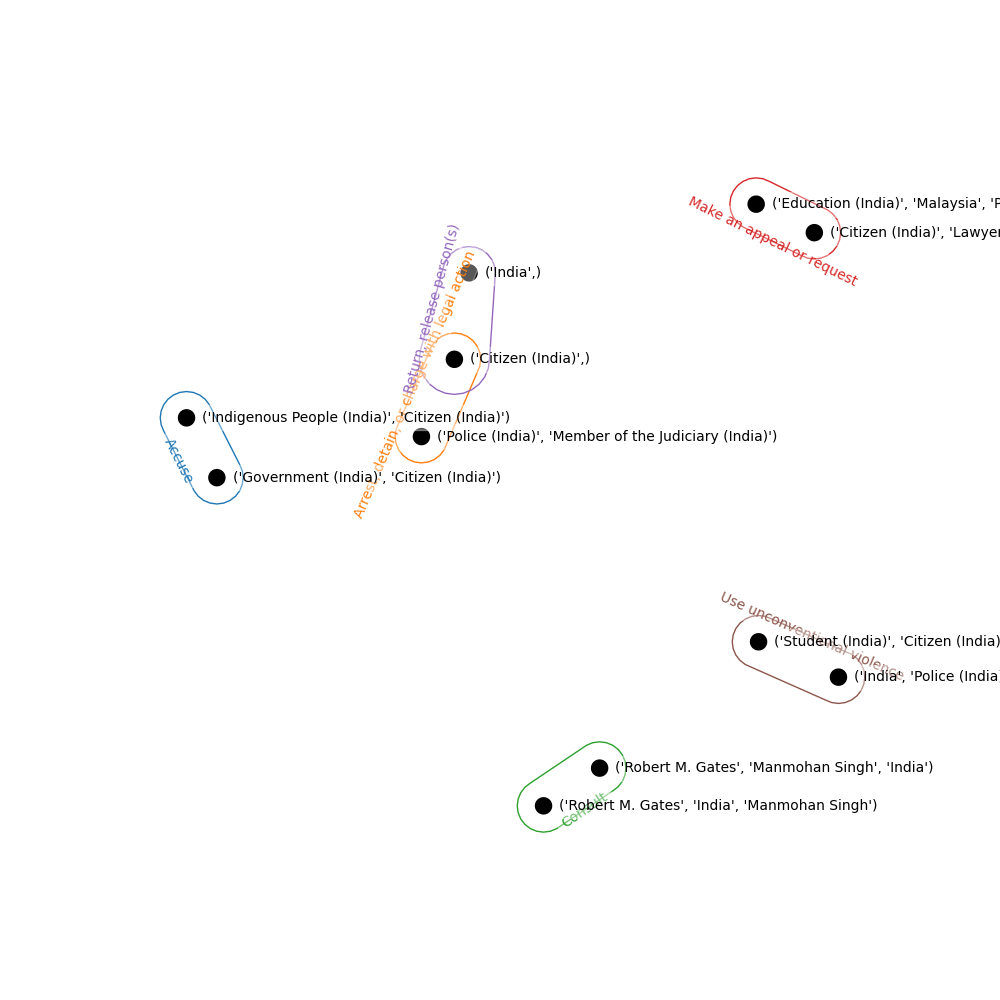 ('Education (India)', 'Malaysia', 'P
Make an appeal or request
('Citizen (India)', 'Lawyer
Return, release person(s)
('India',)
Arrest, detain, or charge with legal action
('Citizen (India)',)
('Indigenous People (India)', 'Citizen (India)')
('Police (India)', 'Member of the Judiciary (India)')
Accuse
('Government (India)', 'Citizen (India)')
Use unconventional violence
('Student (India)', 'Citizen (India)
('India', 'Police (India)
('Robert M. Gates', 'Manmohan Singh', 'India')
('Robert M. Gates', 'India', 'Manmohan Singh')
Consult